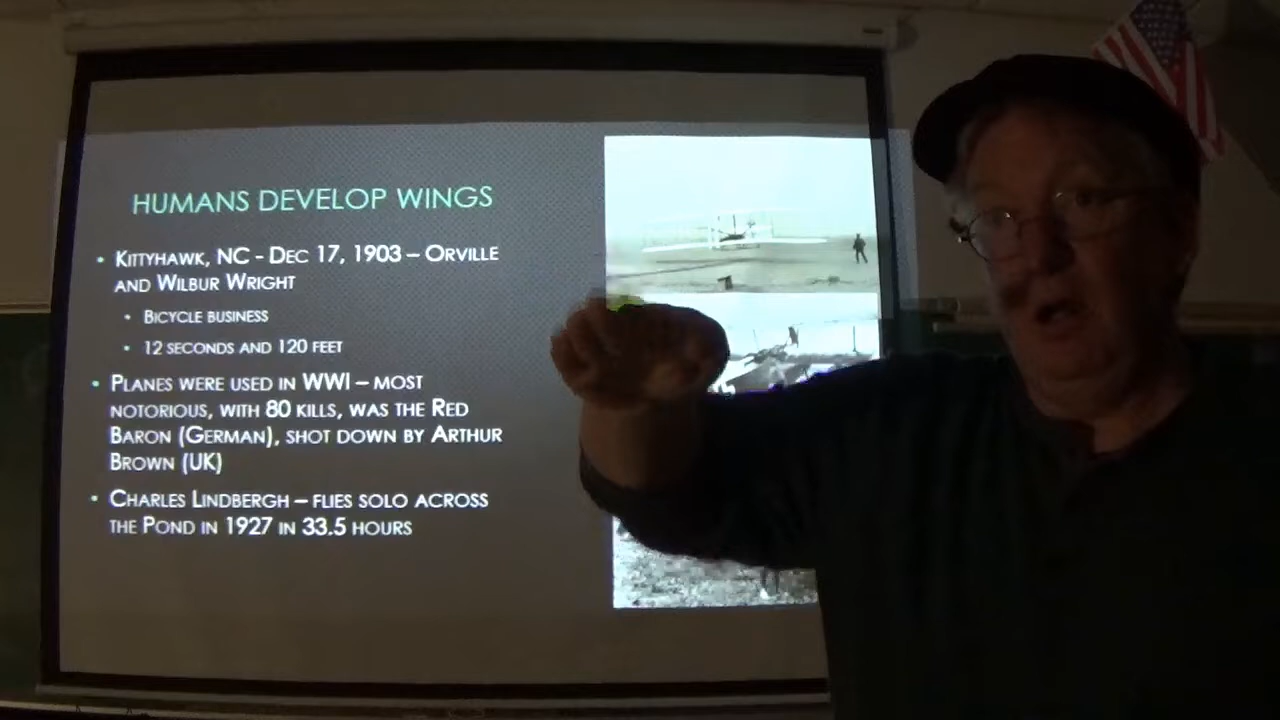 HUMANS DEVELOP WINGS
• KITTYHAWK, NC - DEC 17, 1903 – ORVILLE
AND WILBUR WRIGHT
• BICYCLE BUSINESS
• 12 SECONDS AND 120 FEET
• PLANES WERE USED IN WWI – MOST
NOTORIOUS, WITH 80 KILLS, WAS THE RED
BARON (GERMAN), SHOT DOWN BY ARTHUR
BROWN (UK)
• CHARLES LINDBERGH – FLIES SOLO ACROSS
THE POND IN 1927 IN 33.5 HOURS